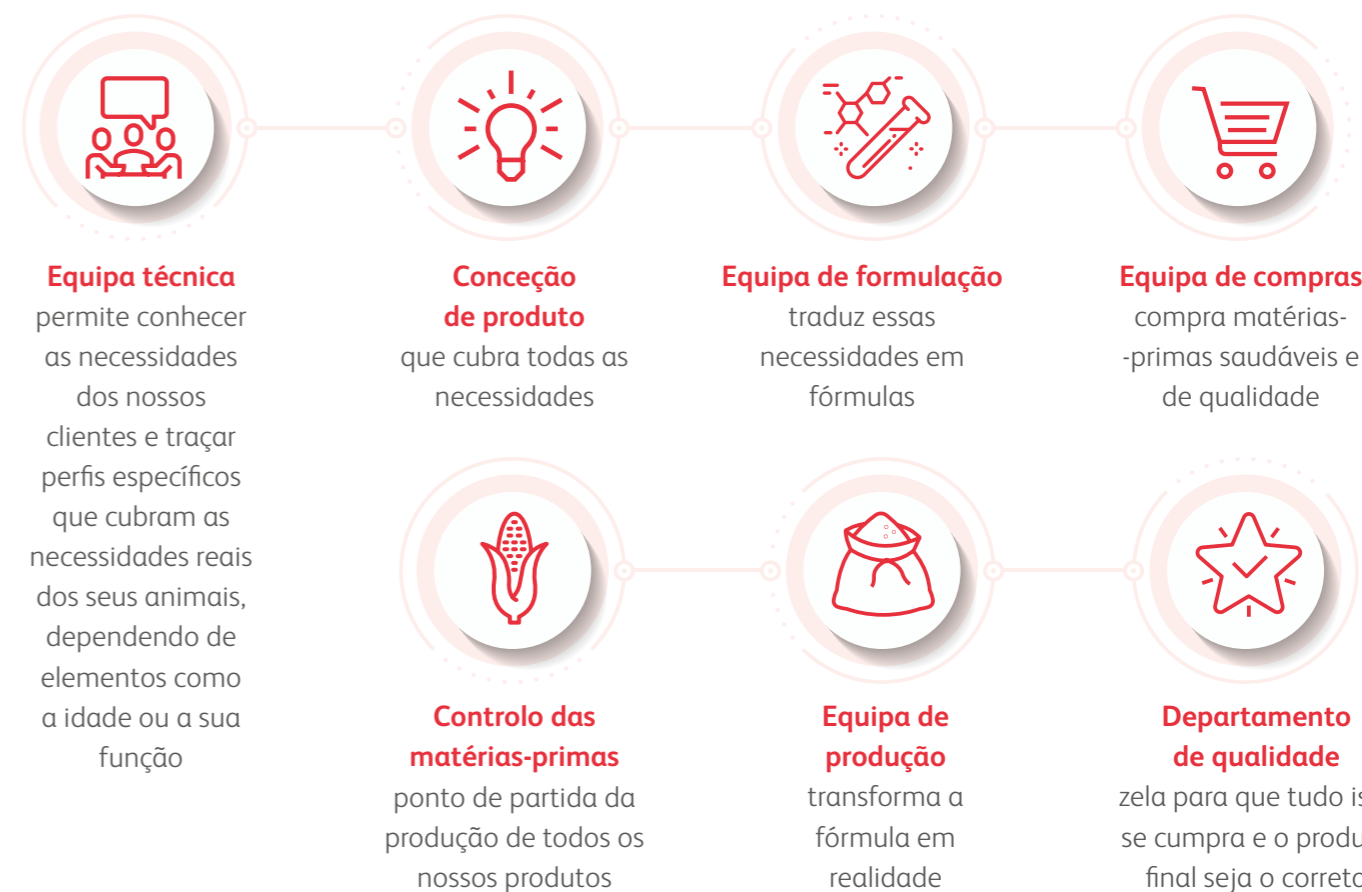 Equipa técnica
permite conhecer
as necessidades
dos nossos
clientes e traçar
perfis específicos
que cubram as
necessidades reais
dos seus animais,
dependendo de
elementos como
a idade ou a sua
função
Conceção
de produto
que cubra todas as
necessidades
Equipa de formulação
traduz essas
necessidades em
fórmulas
Equipa de compras
compra matérias-
-primas saudáveis e
de qualidade
Controlo das
matérias-primas
ponto de partida da
produção de todos os
nossos produtos
Equipa de
produção
transforma a
fórmula em
realidade
Departamento
de qualidade
zela para que tudo
se cumpra e o
final seja o correto